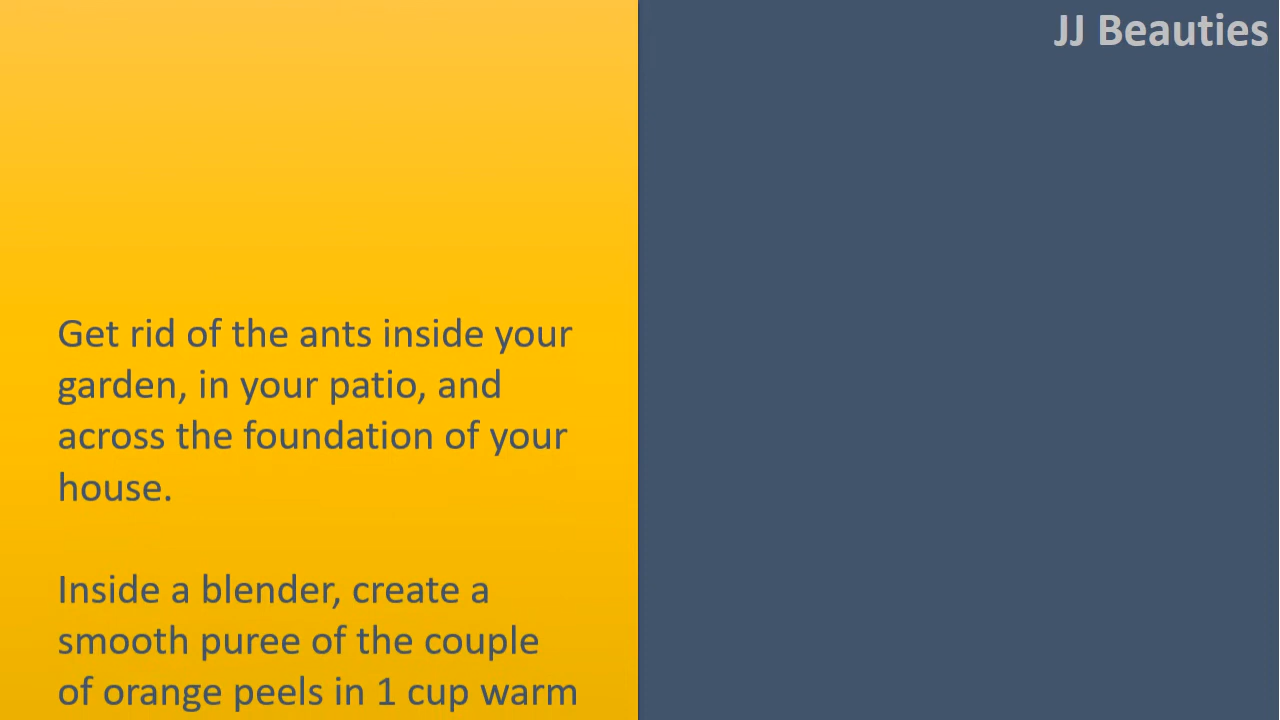 JJ Beauties
Get rid of the ants inside your
garden, in your patio, and
across the foundation of your
house.
Inside a blender, create a
smooth puree of the couple
of orange peels in 1 cup warm